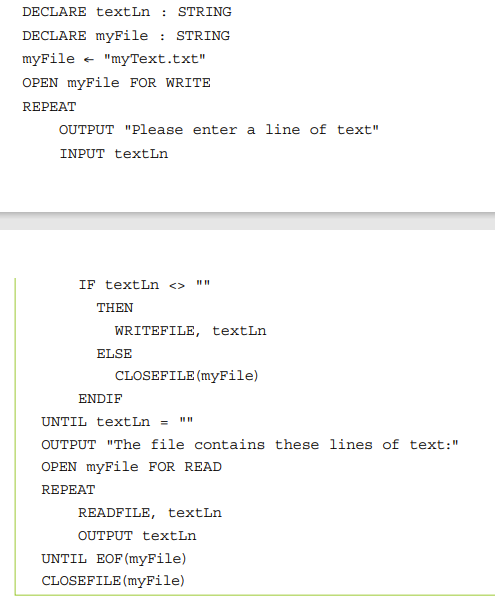 DECLARE textLn : STRING
DECLARE myFile : STRING
myFile ← "myText.txt"
OPEN myFile FOR WRITE
REPEAT
    OUTPUT "Please enter a line of text"
    INPUT textLn
    IF textLn <> ""
      THEN
        WRITEFILE, textLn
      ELSE
        CLOSEFILE(myFile)
    ENDIF
UNTIL textLn = ""
OUTPUT "The file contains these lines of text:"
OPEN myFile FOR READ
REPEAT
    READFILE, textLn
    OUTPUT textLn
UNTIL EOF(myFile)
CLOSEFILE(myFile)